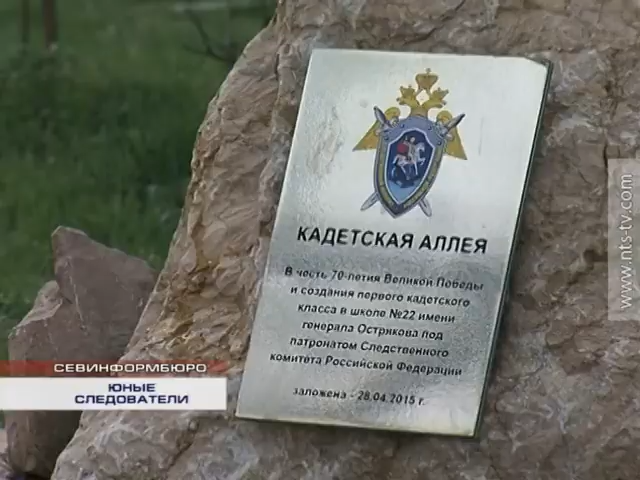 КАДЕТСКАЯ АЛЛЕЯ
В честь 70-летия Великой Победы
и создания первого кадетского
класса в школе №22 имени
генерала Острякова под
патронатом Следственного
комитета Российской Федерации
заложена - 28.04.2015 г.
СЕВИНФОРМБЮРО
ЮНЫЕ
СЛЕДОВАТЕЛИ
www.nts-tv.com